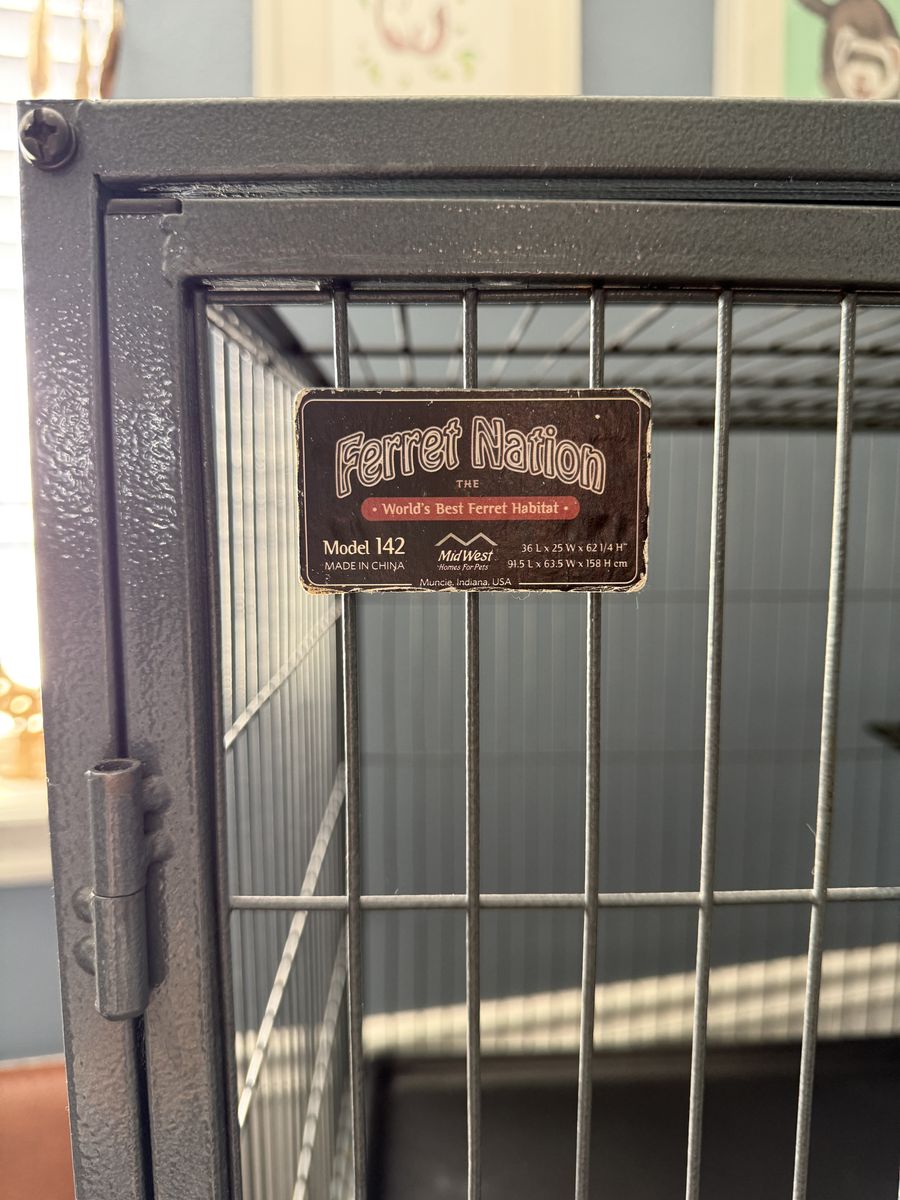 Ferret Nation
THE
• World's Best Ferret Habitat •
Model 142
MADE IN CHINA
MidWest
Homes For Pets
36 L x 25 W x 62 1/4 H"
91.5 L x 63.5 W x 158 H cm
Muncie, Indiana, USA